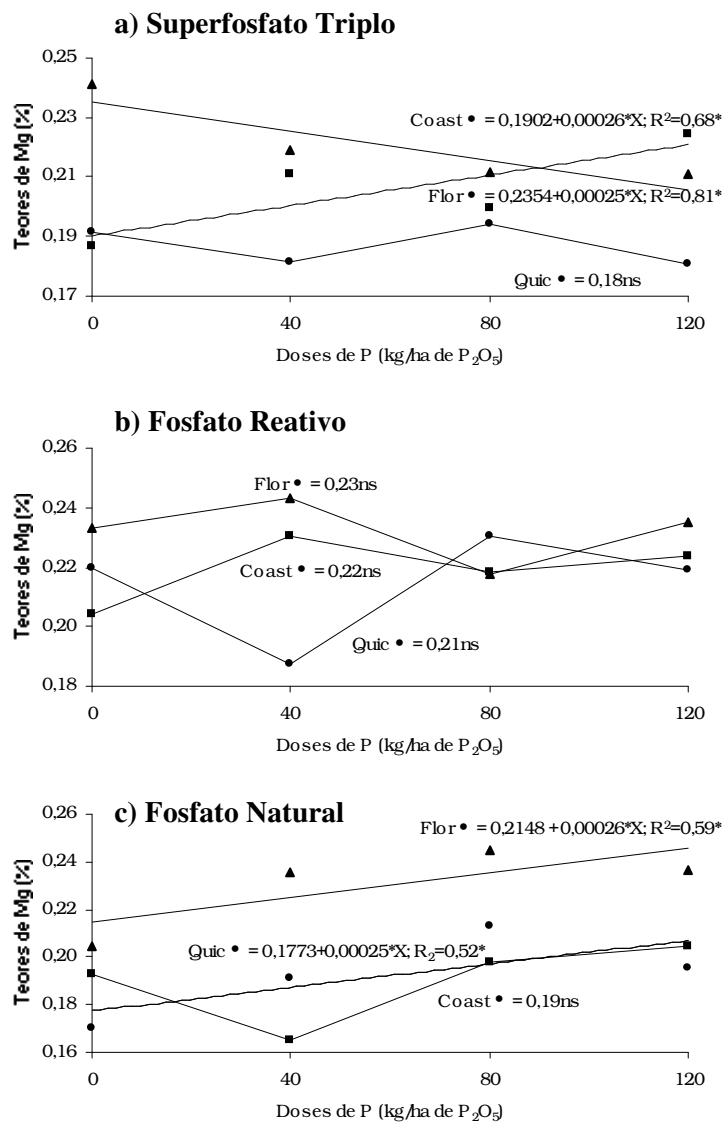 a) Superfosfato Triplo
0,25
0,23
0,21
0,19
0,17
Teores de Mg (%)
Coast • = 0,1902+0,00026*X; R²=0,68*
Flor • = 0,2354+0,00025*X; R²=0,81*
Quic • = 0,18ns
0 40 80 120
Doses de P (kg/ha de P₂O₅)
b) Fosfato Reativo
0,26
0,24
0,22
0,20
0,18
Teores de Mg (%)
Flor • = 0,23ns
Coast • = 0,22ns
Quic • = 0,21ns
0 40 80 120
Doses de P (kg/ha de P₂O₅)
c) Fosfato Natural
0,26
0,24
0,22
0,20
0,18
0,16
Teores de Mg (%)
Flor • = 0,2148 +0,00026*X; R²=0,59*
Quic • = 0,1773+0,00025*X; R₂=0,52*
Coast • = 0,19ns
0 40 80 120
Doses de P (kg/ha de P₂O₅)